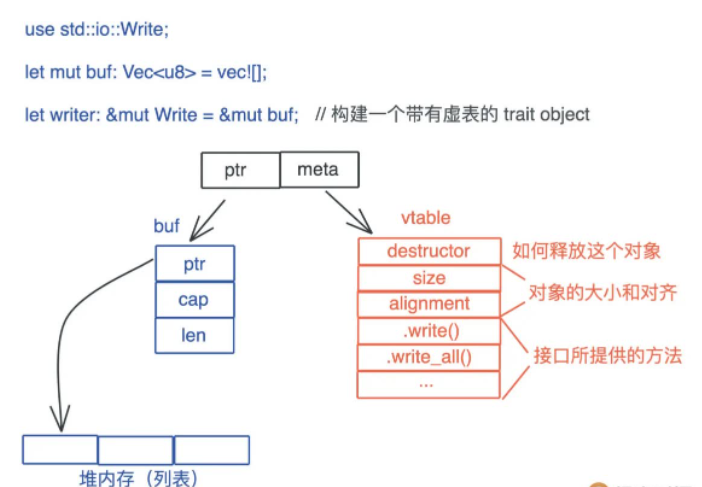 use std::io::Write;
let mut buf: Vec<u8> = vec![];
let writer: &mut Write = &mut buf; // 构建一个带有虚表的 trait object
ptr meta
buf
vtable
ptr
cap
len
destructor 如何释放这个对象
size
alignment
对象的大小和对齐
.write()
.write_all()
...
接口所提供的方法
堆内存（列表）